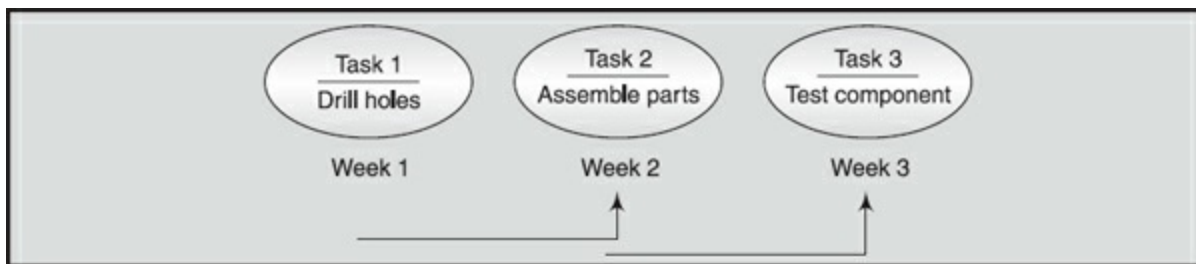 Task 1
Drill holes
Task 2
Assemble parts
Task 3
Test component
Week 1
Week 2
Week 3